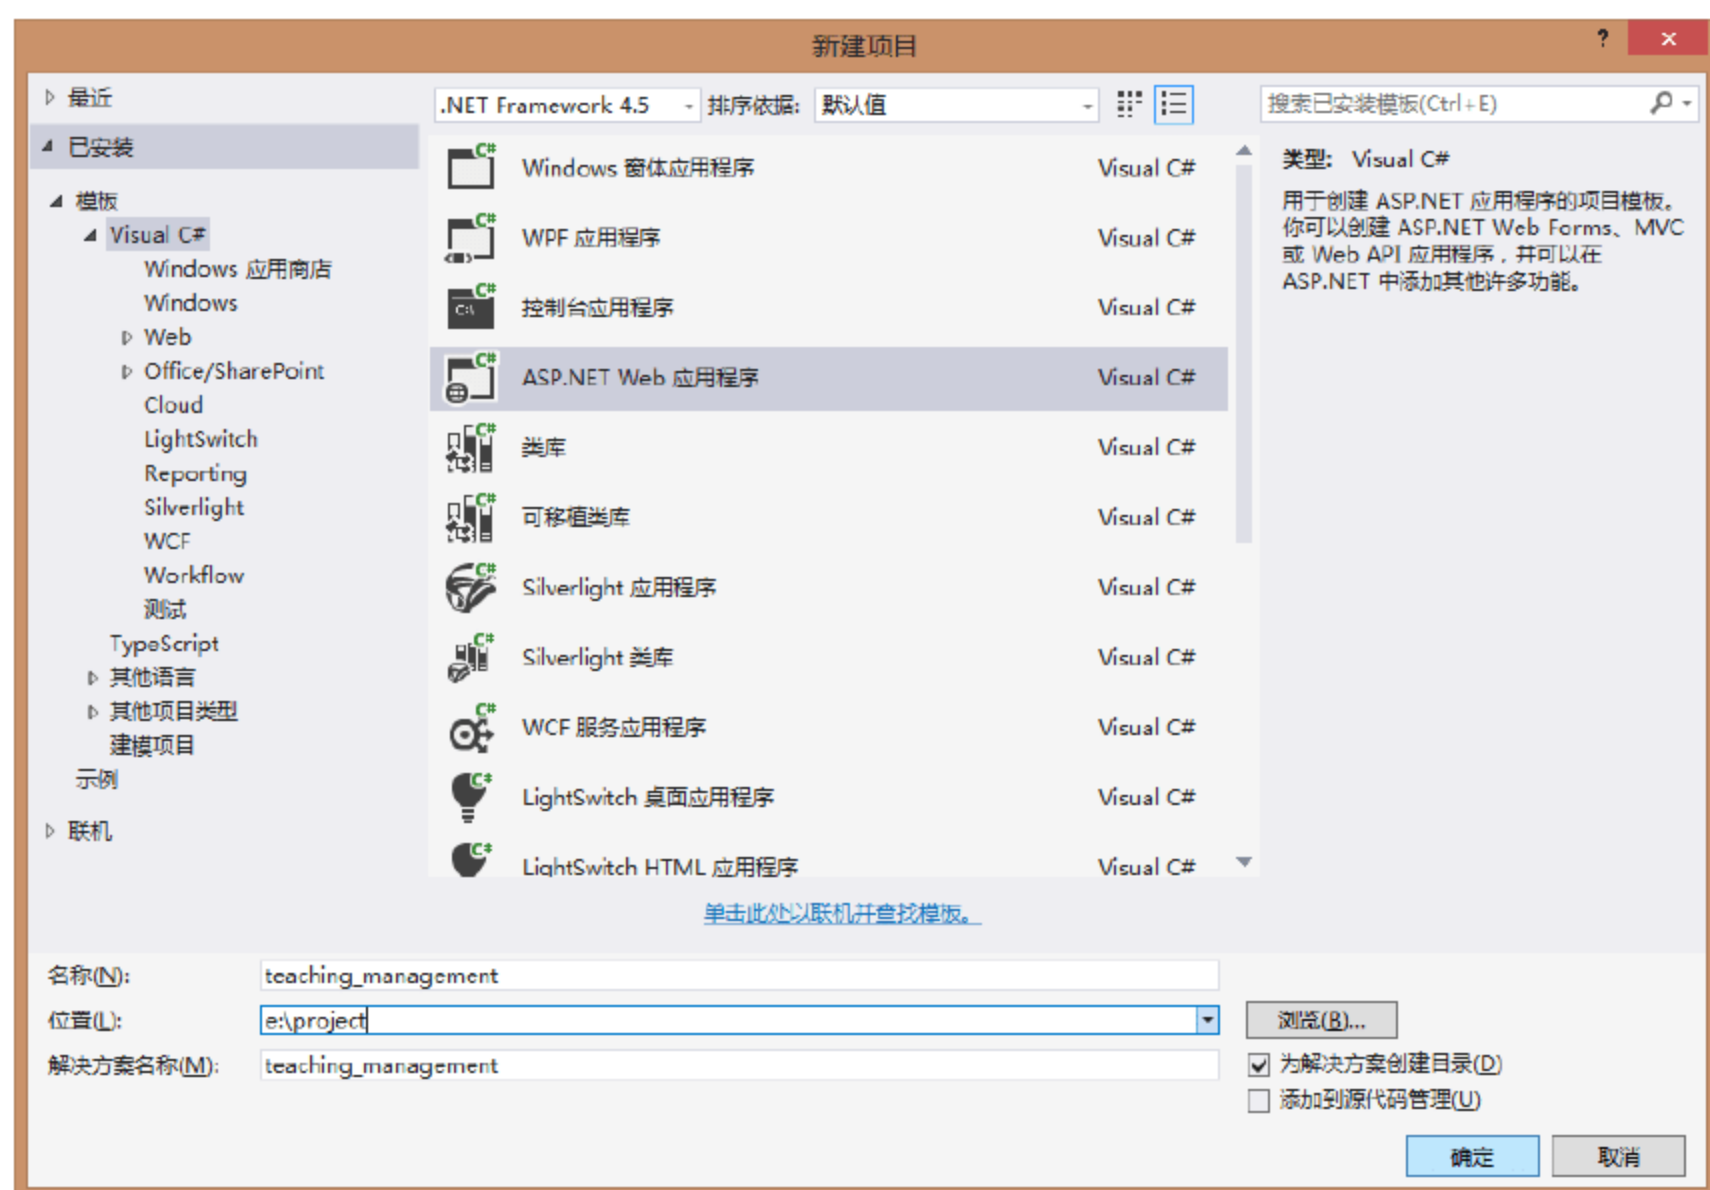 新建项目
?
×
最近
已安装
模板
Visual C#
Windows 应用商店
Windows
Web
Office/SharePoint
Cloud
LightSwitch
Reporting
Silverlight
WCF
Workflow
测试
TypeScript
其他语言
其他项目类型
建模项目
示例
联机
.NET Framework 4.5 排序依据: 默认值
Windows 窗体应用程序 Visual C#
WPF 应用程序 Visual C#
控制台应用程序 Visual C#
ASP.NET Web 应用程序 Visual C#
类库 Visual C#
可移植类库 Visual C#
Silverlight 应用程序 Visual C#
Silverlight 类库 Visual C#
WCF 服务应用程序 Visual C#
LightSwitch 桌面应用程序 Visual C#
LightSwitch HTML 应用程序 Visual C#
单击此处以联机并查找模板。
搜索已安装模板(Ctrl+E)
类型: Visual C#
用于创建 ASP.NET 应用程序的项目模板。
你可以创建 ASP.NET Web Forms、MVC
或 Web API 应用程序，并可以在
ASP.NET 中添加其他许多功能。
名称(N): teaching_management
位置(L): e:\project
浏览(B)...
解决方案名称(M): teaching_management
为解决方案创建目录(D)
添加到源代码管理(U)
确定 取消